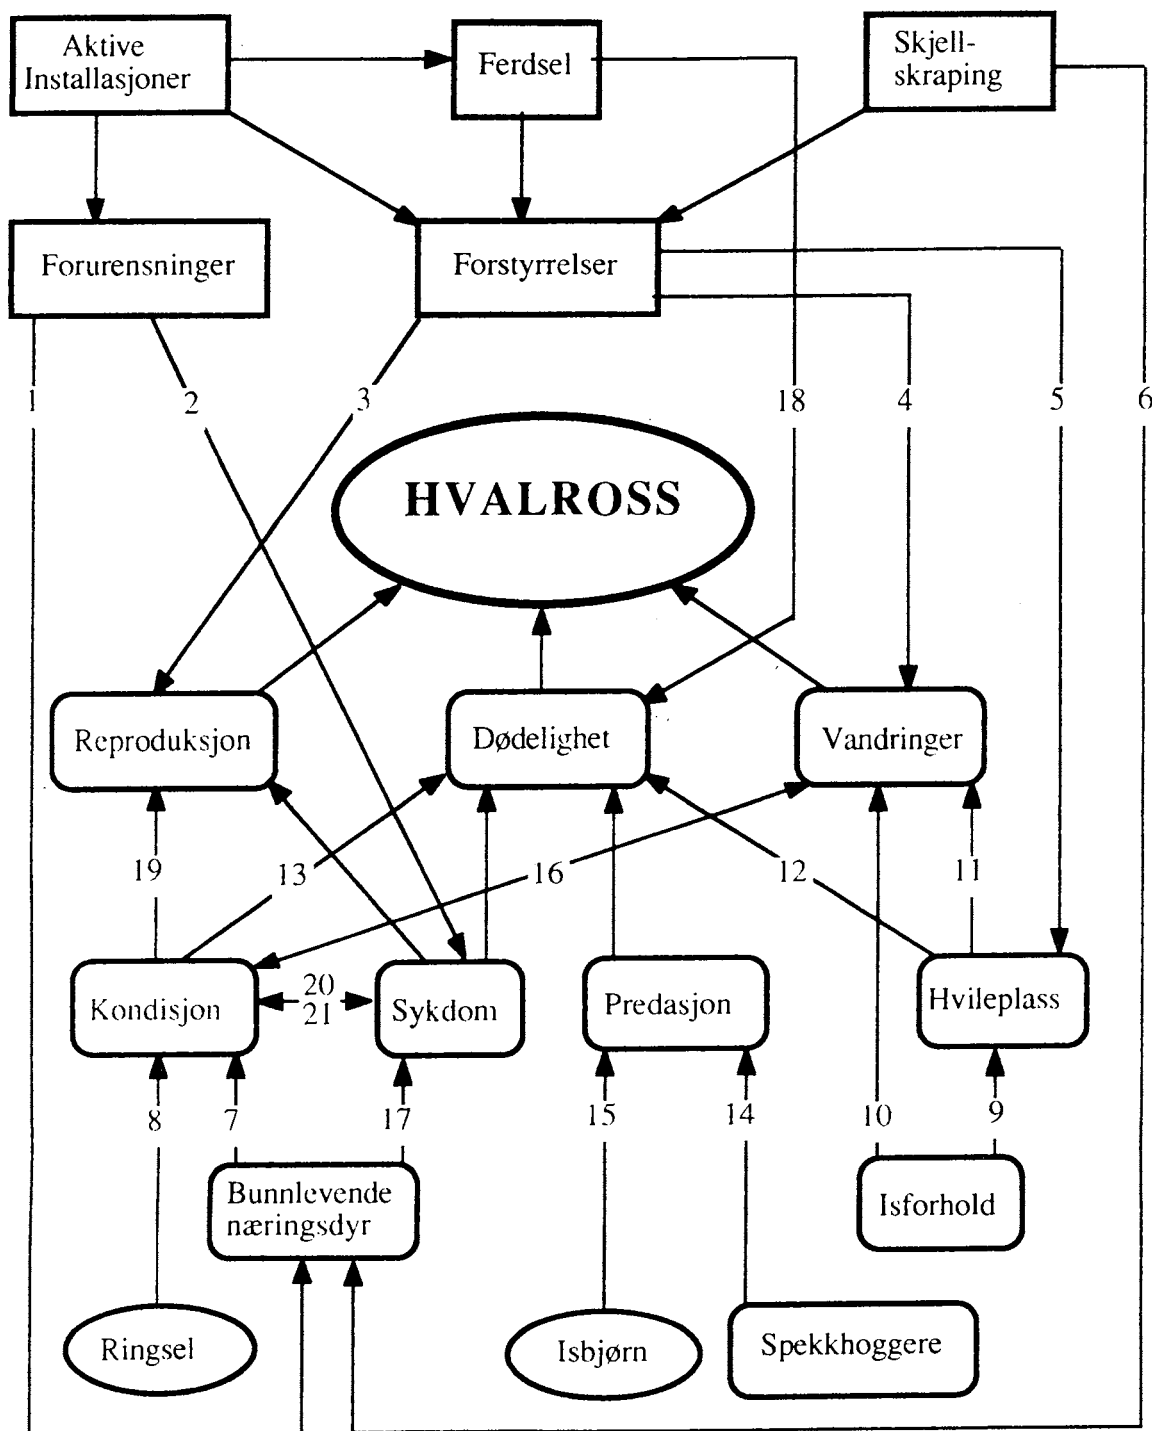 Aktive
Installasjoner
Ferdsel
Skjell-
skraping
Forurensninger
Forstyrrelser
1
2
3
18
4
5
6
HVALROSS
Reproduksjon
Dødelighet
Vandringer
19
13
16
12
11
Kondisjon
20
21
Sykdom
Predasjon
Hvileplass
8
7
17
15
14
10
9
Bunnlevende
næringsdyr
Isforhold
Ringsel
Isbjørn
Spekkhoggere